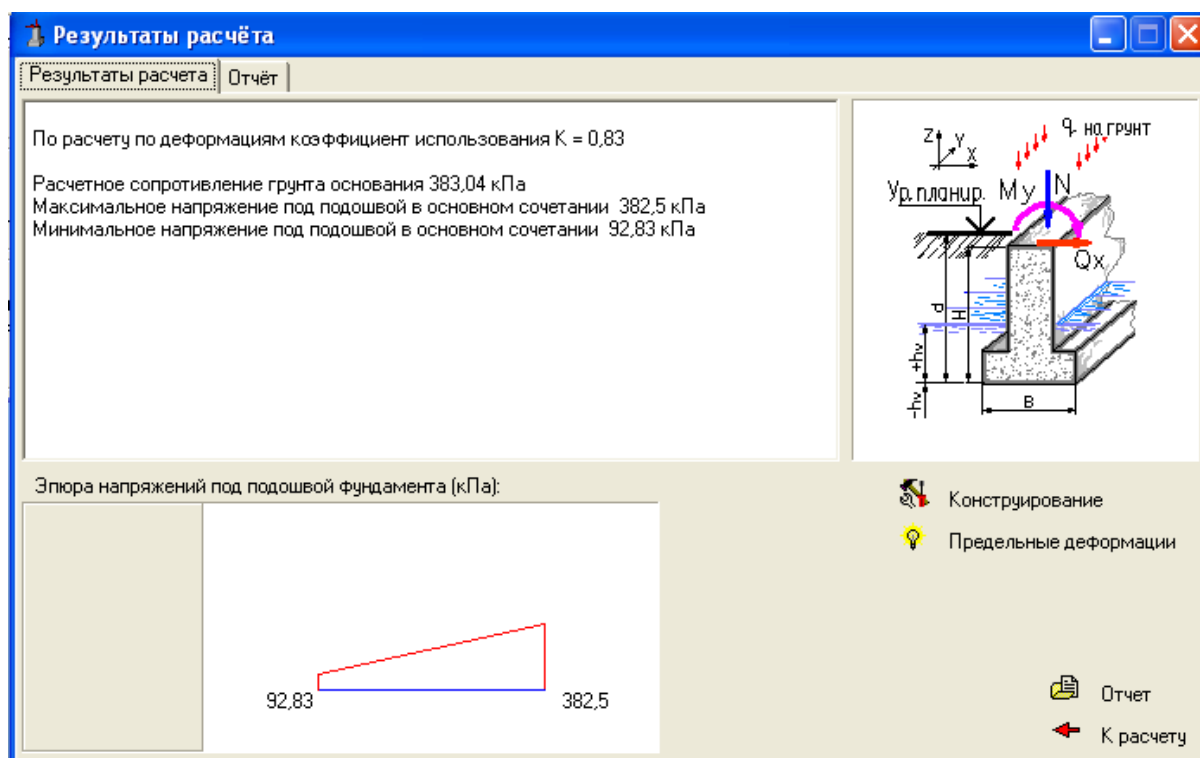 Результаты расчёта
Результаты расчета
Отчёт
По расчету по деформациям коэффициент использования K = 0,83
Расчетное сопротивление грунта основания 383,04 кПа
Максимальное напряжение под подошвой в основном сочетании 382,5 кПа
Минимальное напряжение под подошвой в основном сочетании 92,83 кПа
Z
Y
X
q. на грунт
Ур. планир.
My
N
Qx
d
H
+hv
-hv
B
Эпюра напряжений под подошвой фундамента (кПа):
92,83
382,5
Конструирование
Предельные деформации
Отчет
К расчету